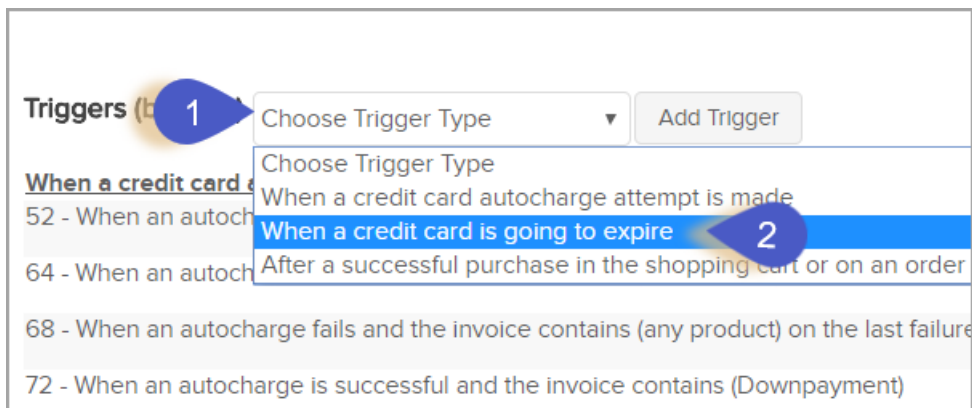 Triggers (b 1 ) Choose Trigger Type ▼ Add Trigger
Choose Trigger Type
When a credit card a
When a credit card autocharge attempt is made
52 - When an autoch
When a credit card is going to expire 2
64 - When an autoch
After a successful purchase in the shopping cart or on an order
68 - When an autocharge fails and the invoice contains (any product) on the last failure
72 - When an autocharge is successful and the invoice contains (Downpayment)